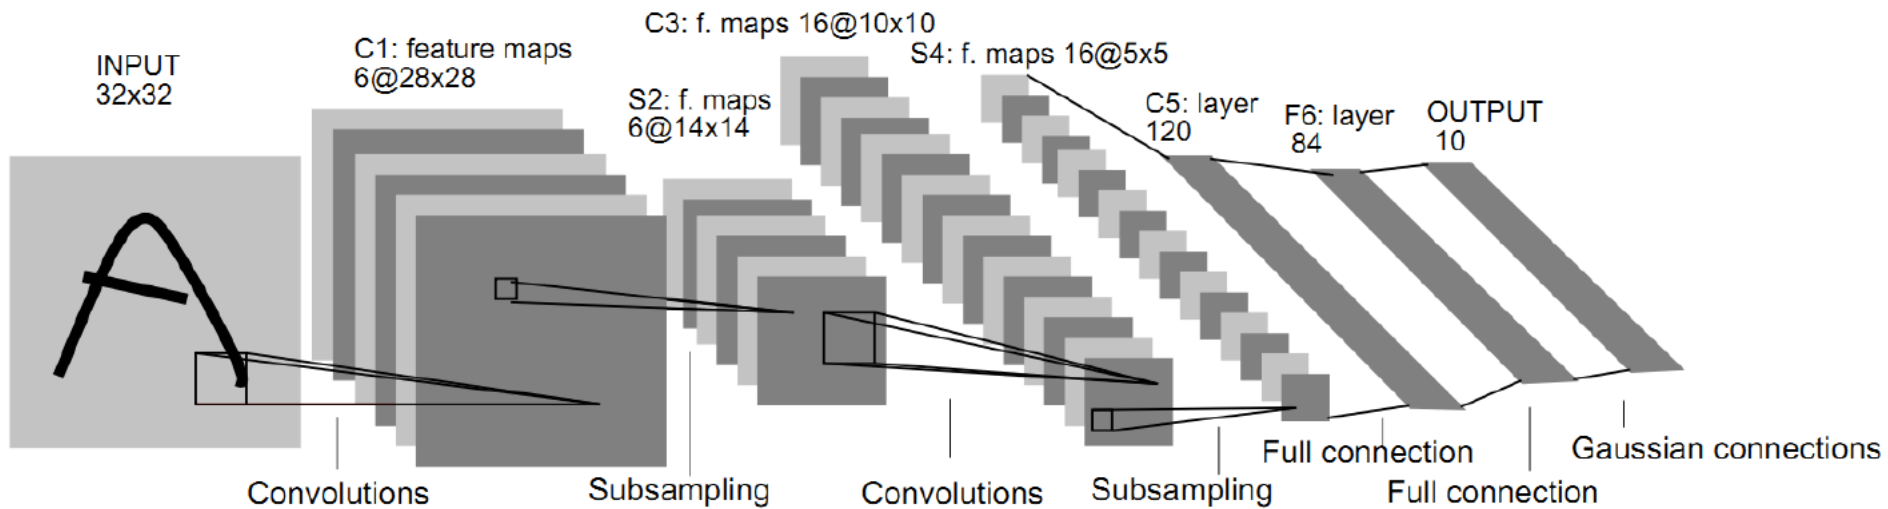 INPUT
32x32
C1: feature maps
6@28x28
S2: f. maps
6@14x14
C3: f. maps 16@10x10
S4: f. maps 16@5x5
C5: layer
120
F6: layer
84
OUTPUT
10
Convolutions
Subsampling
Convolutions
Subsampling
Full connection
Full connection
Gaussian connections